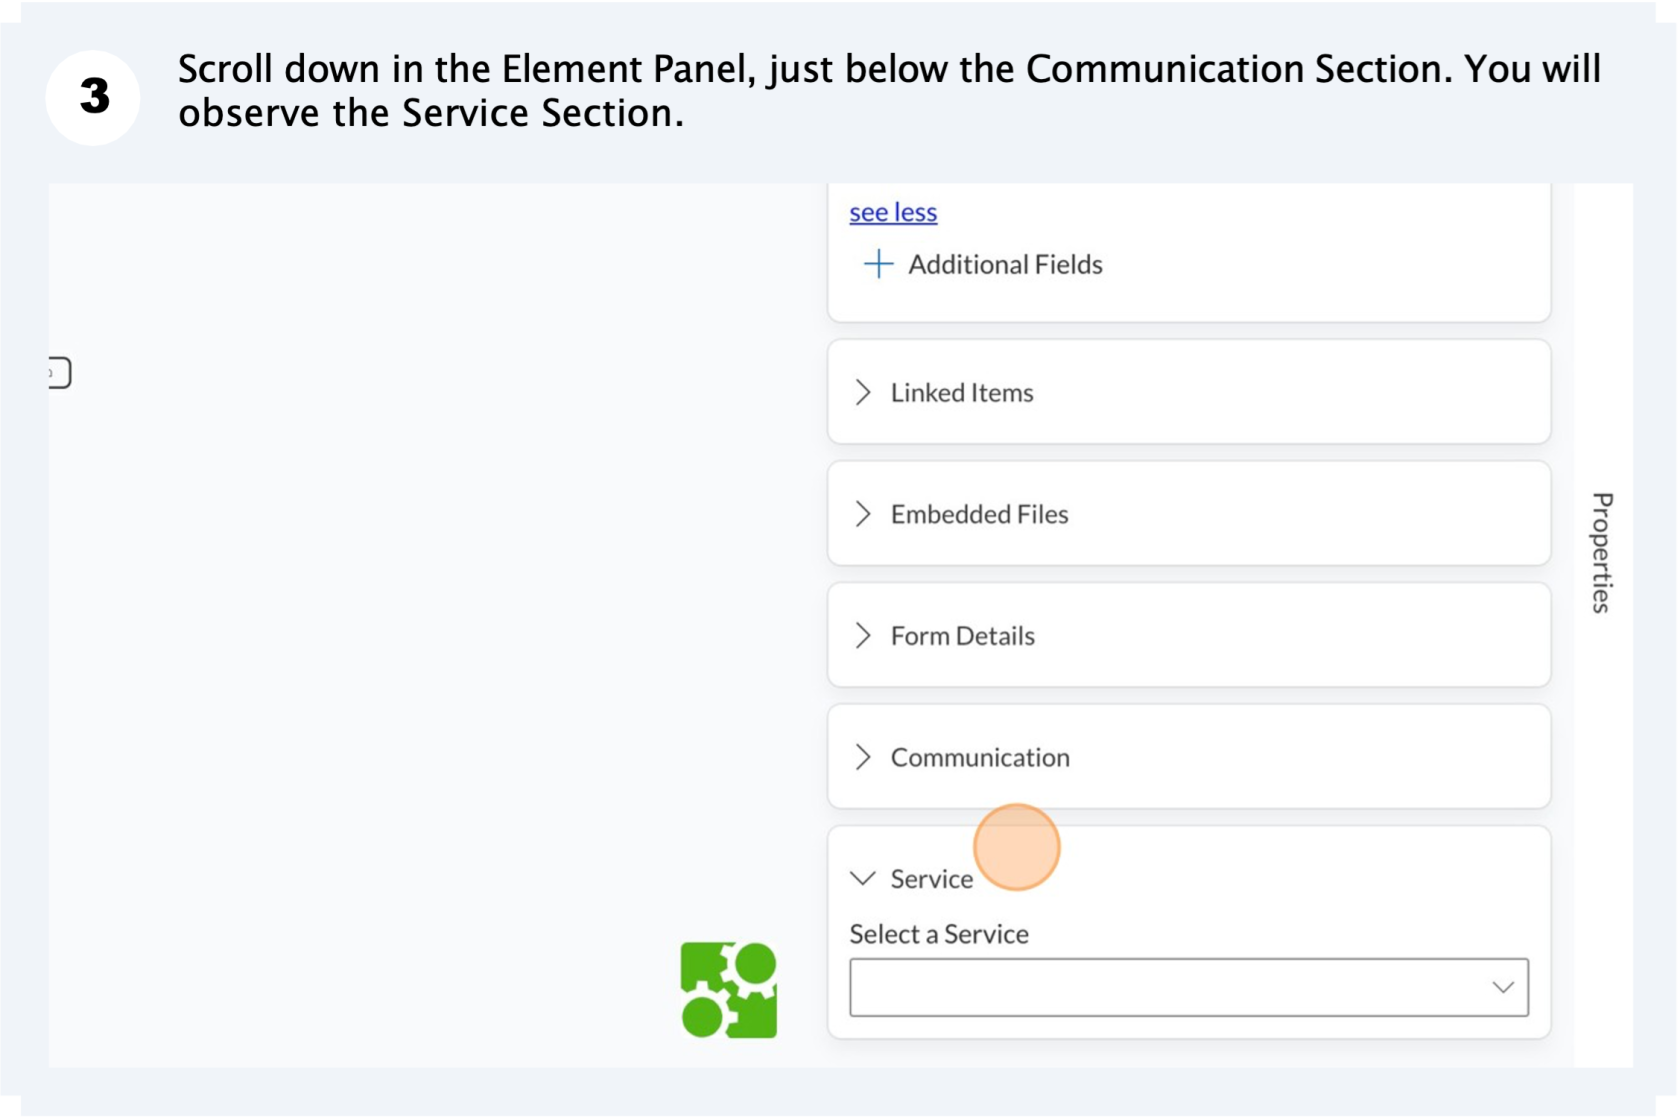 3
Scroll down in the Element Panel, just below the Communication Section. You will
observe the Service Section.
see less
Additional Fields
Linked Items
Embedded Files
Form Details
Communication
Service
Select a Service
Properties